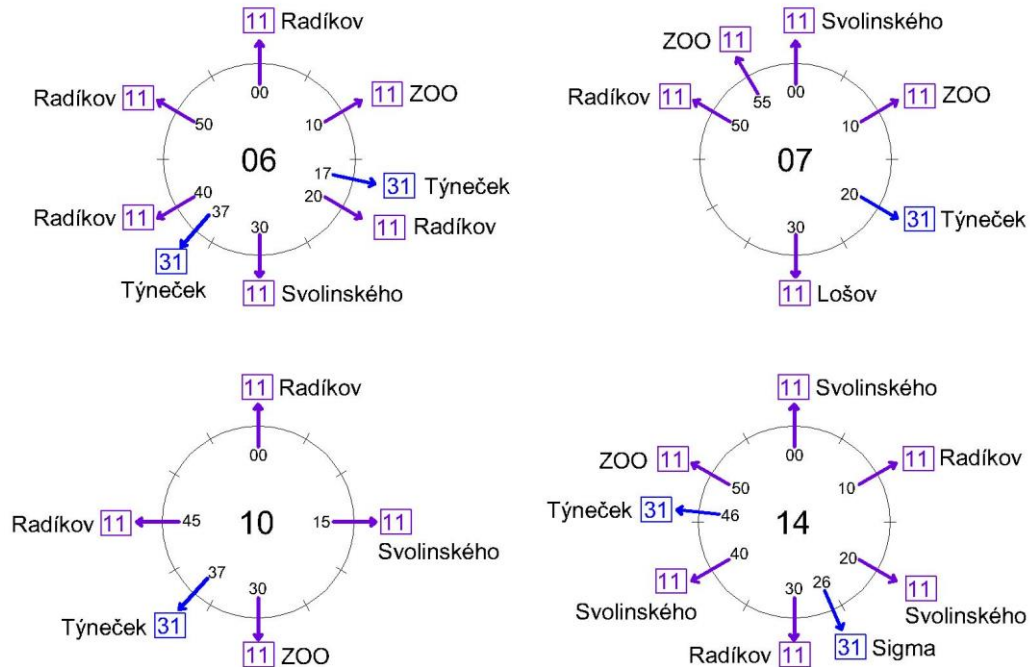 11 Radíkov
00
Radíkov 11
50
11 ZOO
10
06
17
31 Týneček
20
11 Radíkov
40
Radíkov 11
37
31
Týneček
30
11 Svolinského
11 Svolinského
00
ZOO 11
55
Radíkov 11
50
11 ZOO
10
07
20
31 Týneček
30
11 Lošov
11 Radíkov
00
Radíkov 11
45
10
15
11
Svolinského
37
Týneček 31
30
11 ZOO
11 Svolinského
00
ZOO 11
50
11 Radíkov
10
Týneček 31
46
14
40
11
Svolinského
20
11
Svolinského
30
Radíkov 11
26
31 Sigma